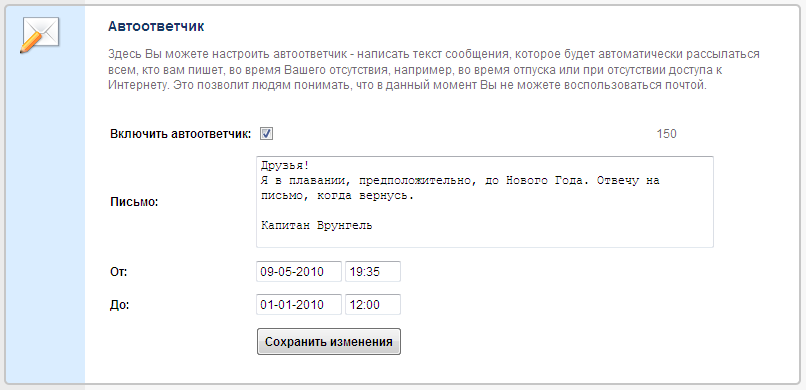 Автоответчик
Здесь Вы можете настроить автоответчик - написать текст сообщения, которое будет автоматически рассылаться
всем, кто вам пишет, во время Вашего отсутствия, например, во время отпуска или при отсутствии доступа к
Интернету. Это позволит людям понимать, что в данный момент Вы не можете воспользоваться почтой.
Включить автоответчик: 150
Письмо:
Друзья!
Я в плавании, предположительно, до Нового Года. Отвечу на
письмо, когда вернусь.
Капитан Врунгель
От: 09-05-2010 19:35
До: 01-01-2010 12:00
Сохранить изменения